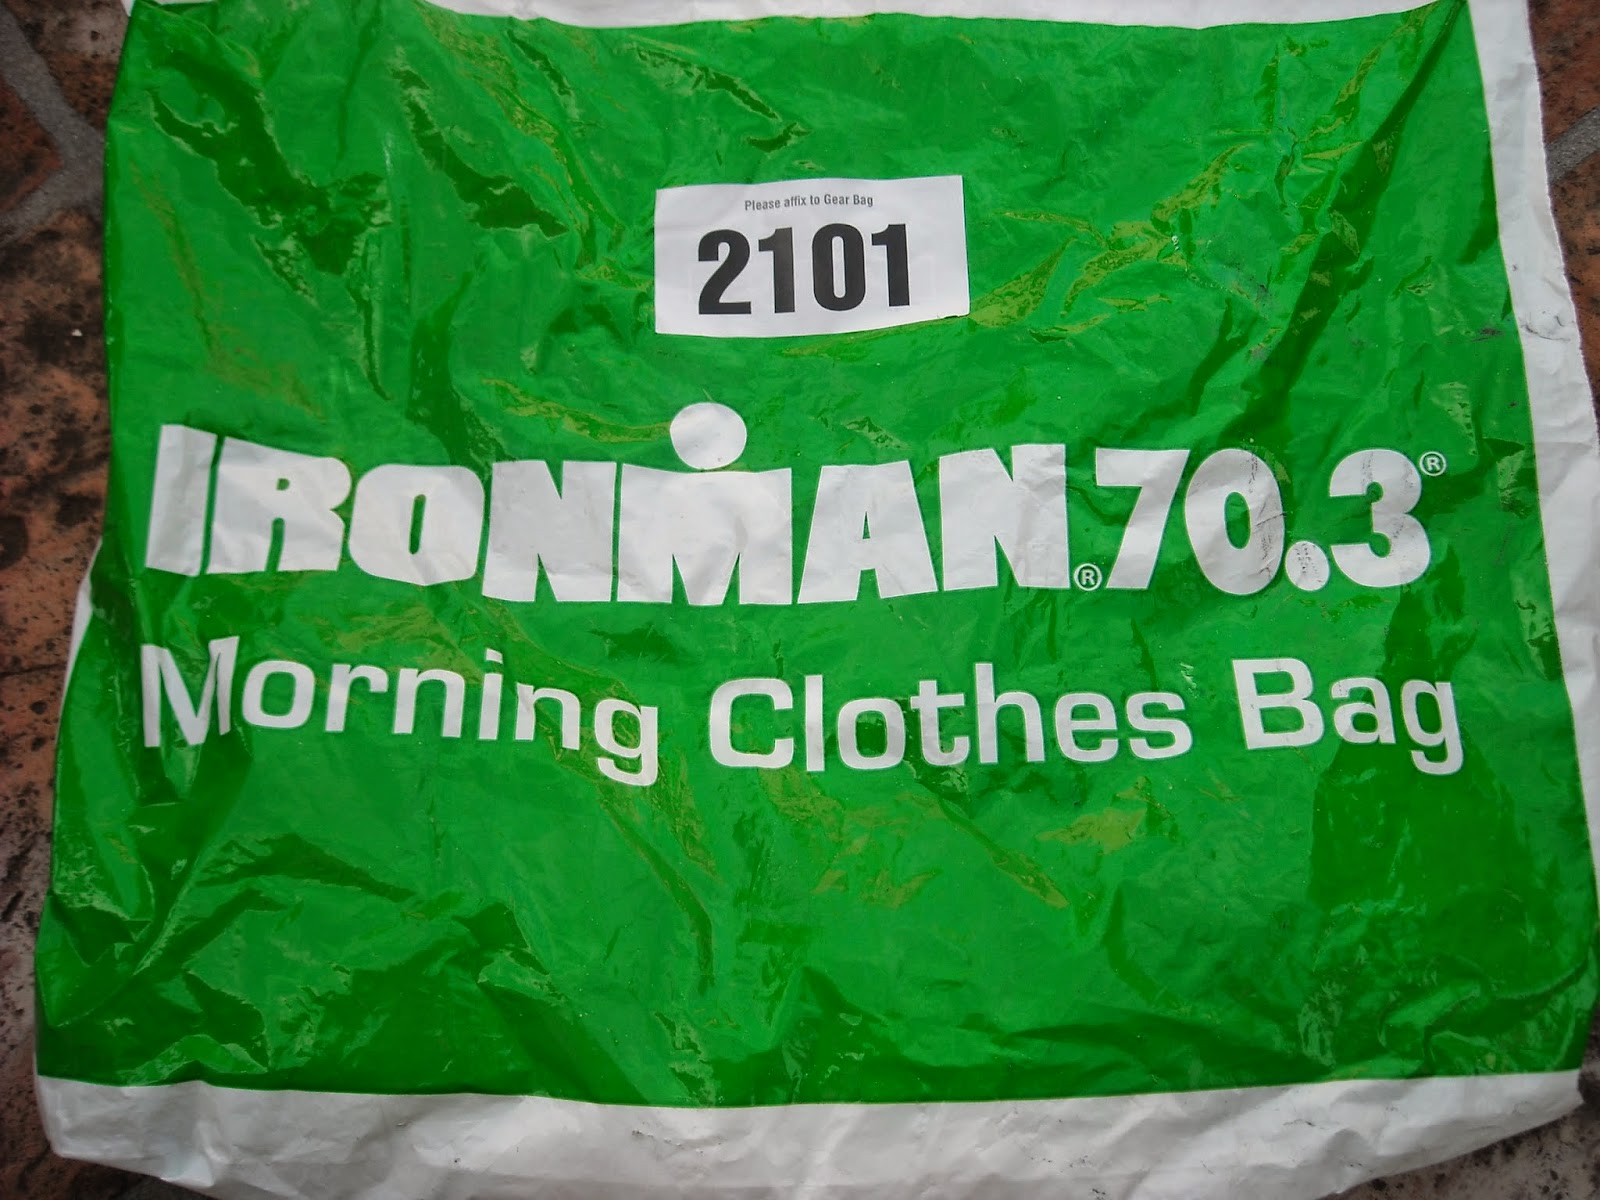 Please affix to Gear Bag
2101
IRONMAN® 70.3®
Morning Clothes Bag